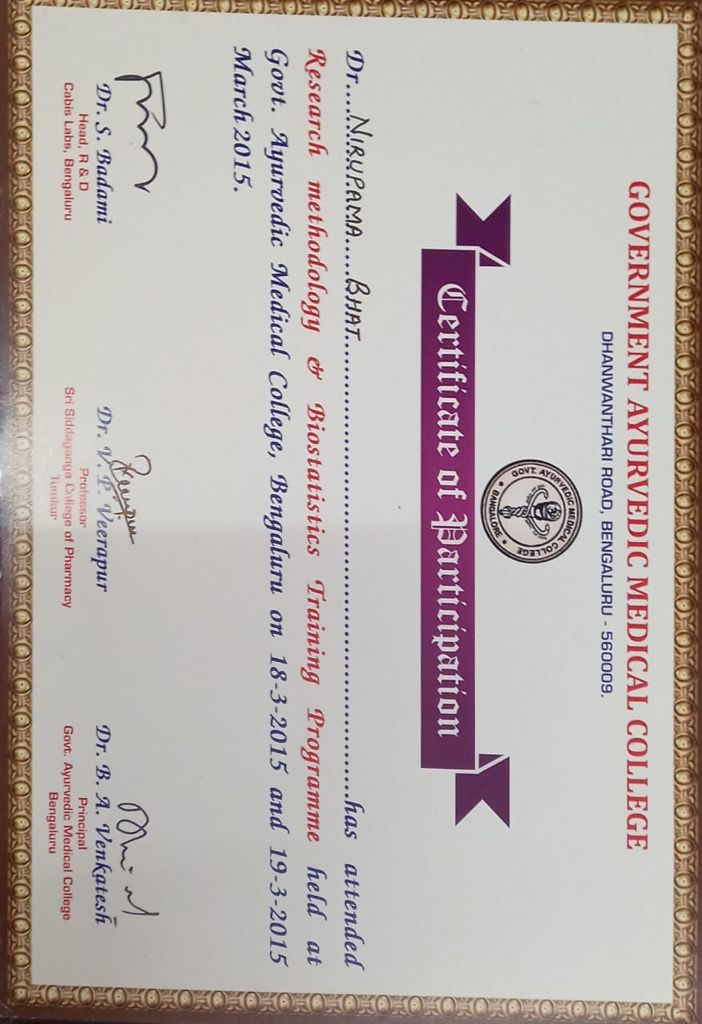 GOVERNMENT AYURVEDIC MEDICAL COLLEGE
DHANWANTHARI ROAD, BENGALURU - 560009.
GOVT. AYURVEDIC MEDICAL COLLEGE
• BANGALORE •
Certificate of Participation
Dr....NIRUPAMA.....BHAT....................................................has attended
Research methodology & Biostatistics Training Programme held at
Govt. Ayurvedic Medical College, Bengaluru on 18-3-2015 and 19-3-2015
March 2015.
Dr. S. Badami
Head, R & D
Cabis Labs, Bengaluru
Dr. V. P. Veerapur
Professor
Sri Siddaganga College of Pharmacy
Tumkur
Dr. B. A. Venkatesh
Principal
Govt. Ayurvedic Medical College
Bengaluru